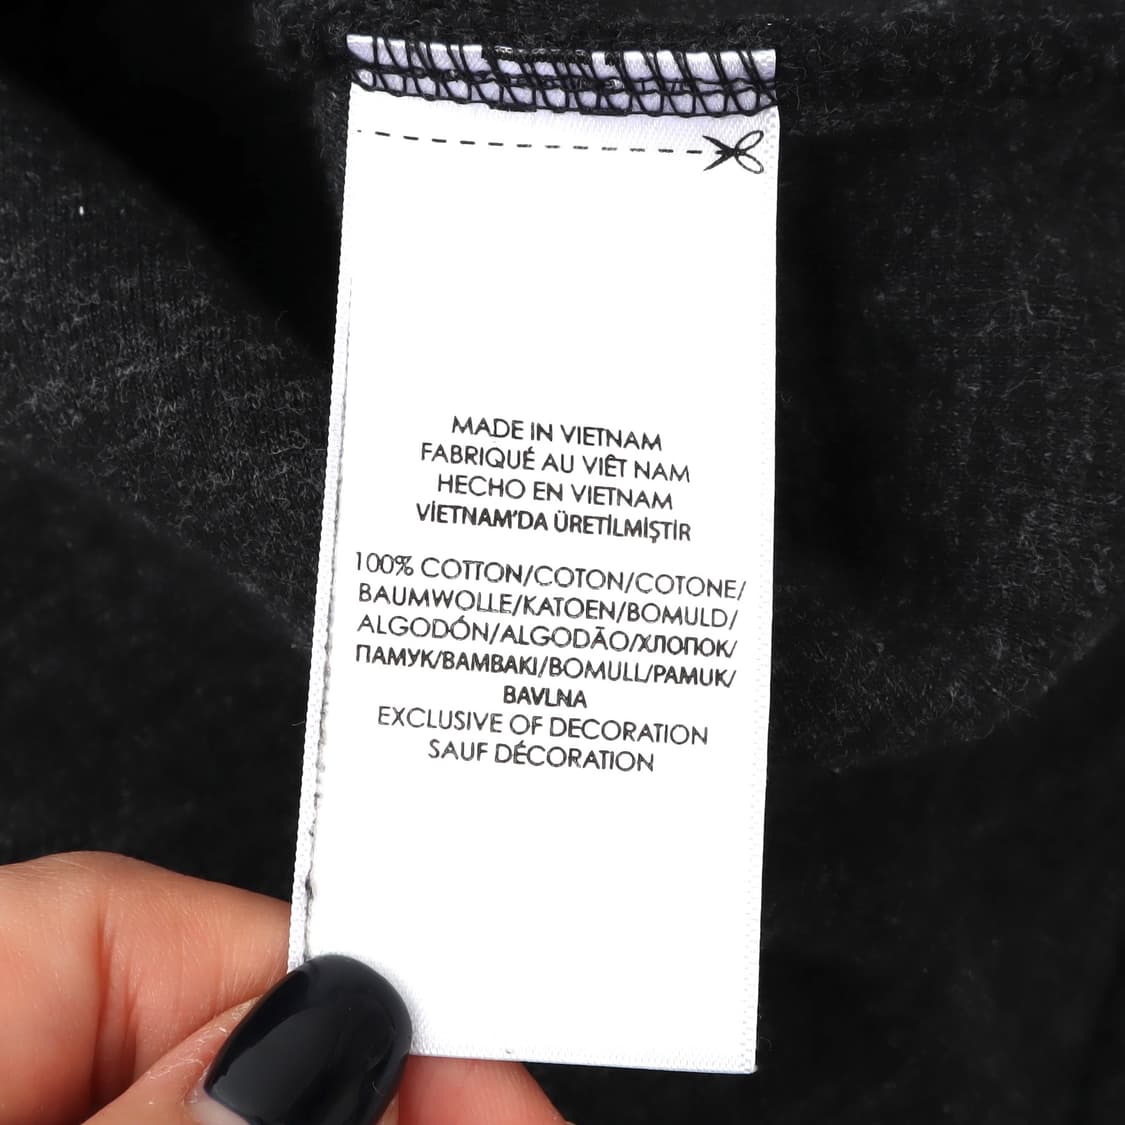 MADE IN VIETNAM
FABRIQUÉ AU VIÊT NAM
HECHO EN VIETNAM
VİETNAM'DA ÜRETİLMİŞTİR
100% COTTON/COTON/COTONE/
BAUMWOLLE/KATOEN/BOMULD/
ALGODÓN/ALGODÃO/ХЛОПОК/
ПАМУК/BAMBAKI/BOMULL/PAMUK/
BAVLNA
EXCLUSIVE OF DECORATION
SAUF DÉCORATION